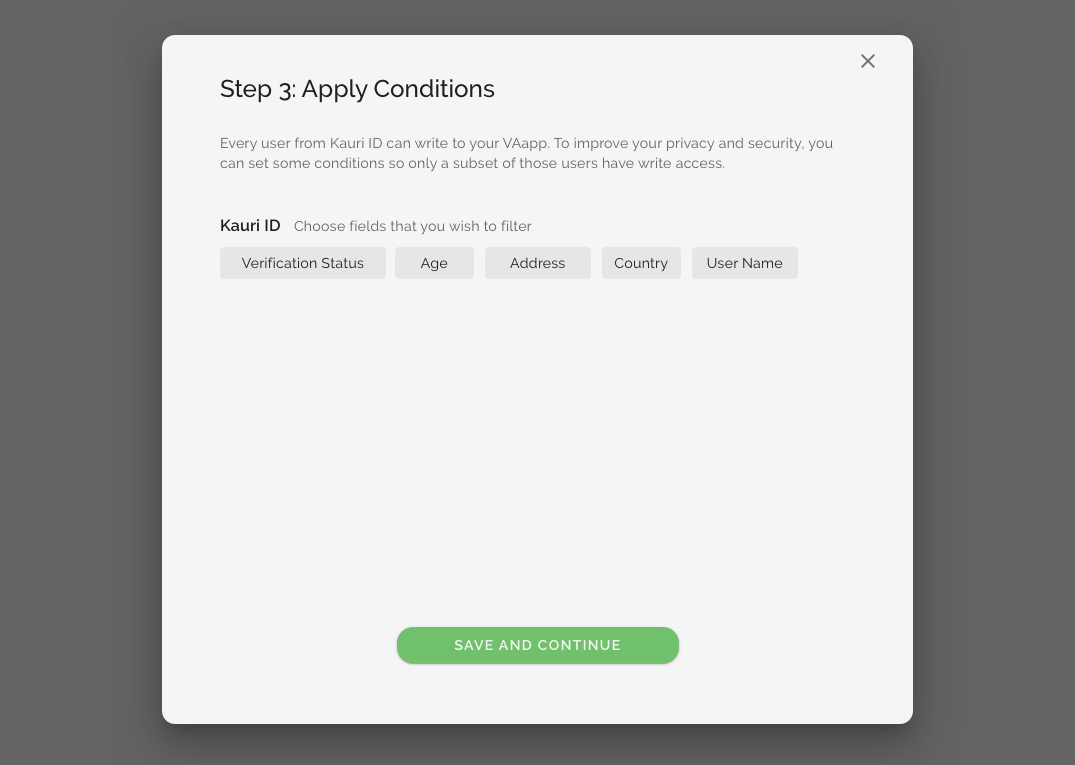 Step 3: Apply Conditions
Every user from Kauri ID can write to your VAapp. To improve your privacy and security, you
can set some conditions so only a subset of those users have write access.
Kauri ID Choose fields that you wish to filter
Verification Status Age Address Country User Name
SAVE AND CONTINUE